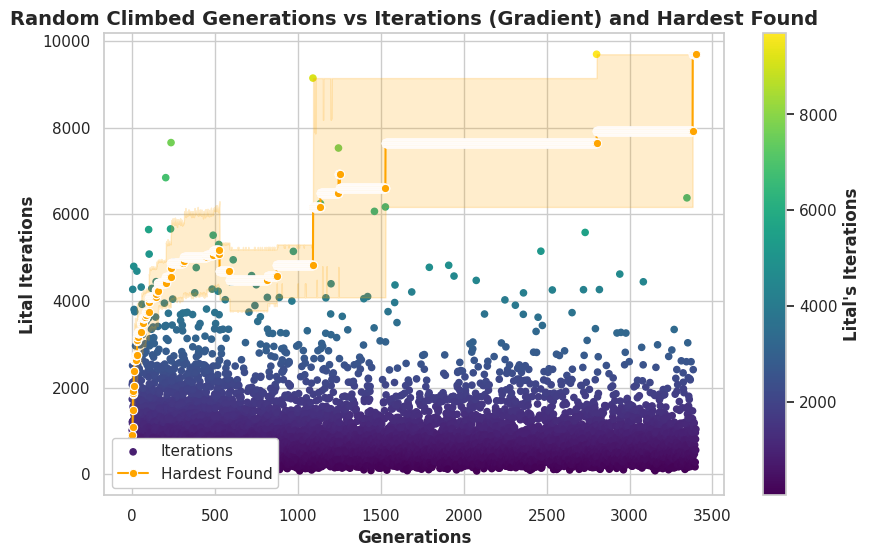 Random Climbed Generations vs Iterations (Gradient) and Hardest Found
10000
8000
6000
4000
2000
0
Lital Iterations
Iterations
Hardest Found
0 500 1000 1500 2000 2500 3000 3500
Generations
8000
6000
4000
2000
Lital's Iterations